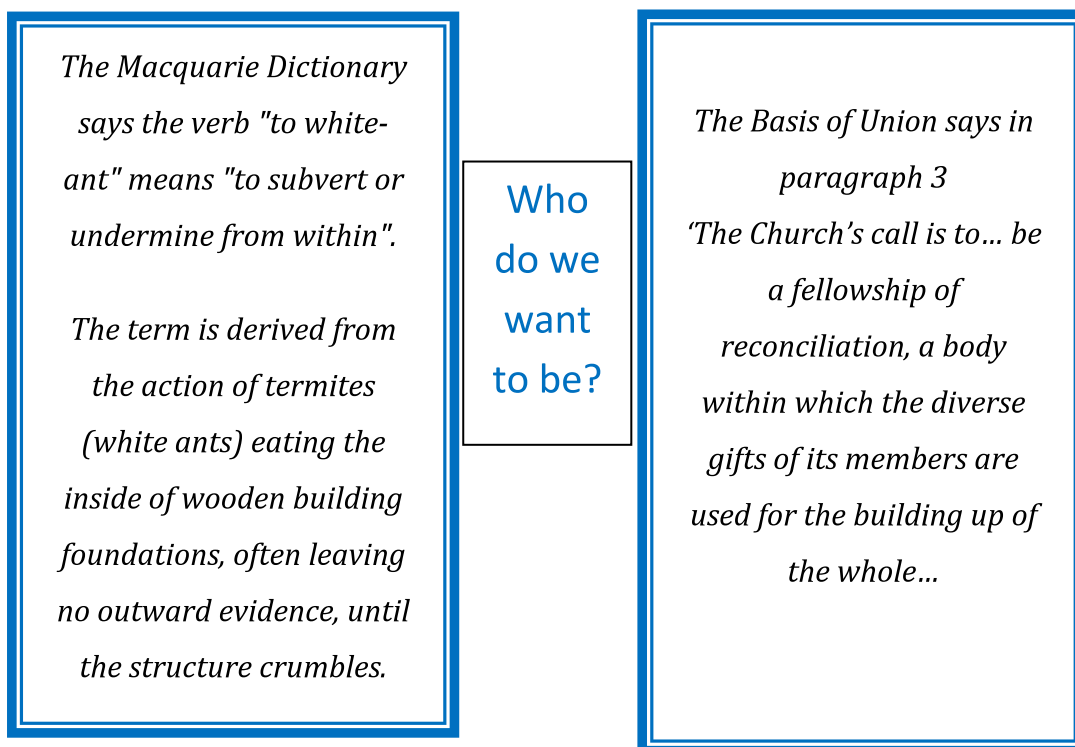 The Macquarie Dictionary
says the verb "to white-
ant" means "to subvert or
undermine from within".
The term is derived from
the action of termites
(white ants) eating the
inside of wooden building
foundations, often leaving
no outward evidence, until
the structure crumbles.
Who
do we
want
to be?
The Basis of Union says in
paragraph 3
‘The Church’s call is to… be
a fellowship of
reconciliation, a body
within which the diverse
gifts of its members are
used for the building up of
the whole…